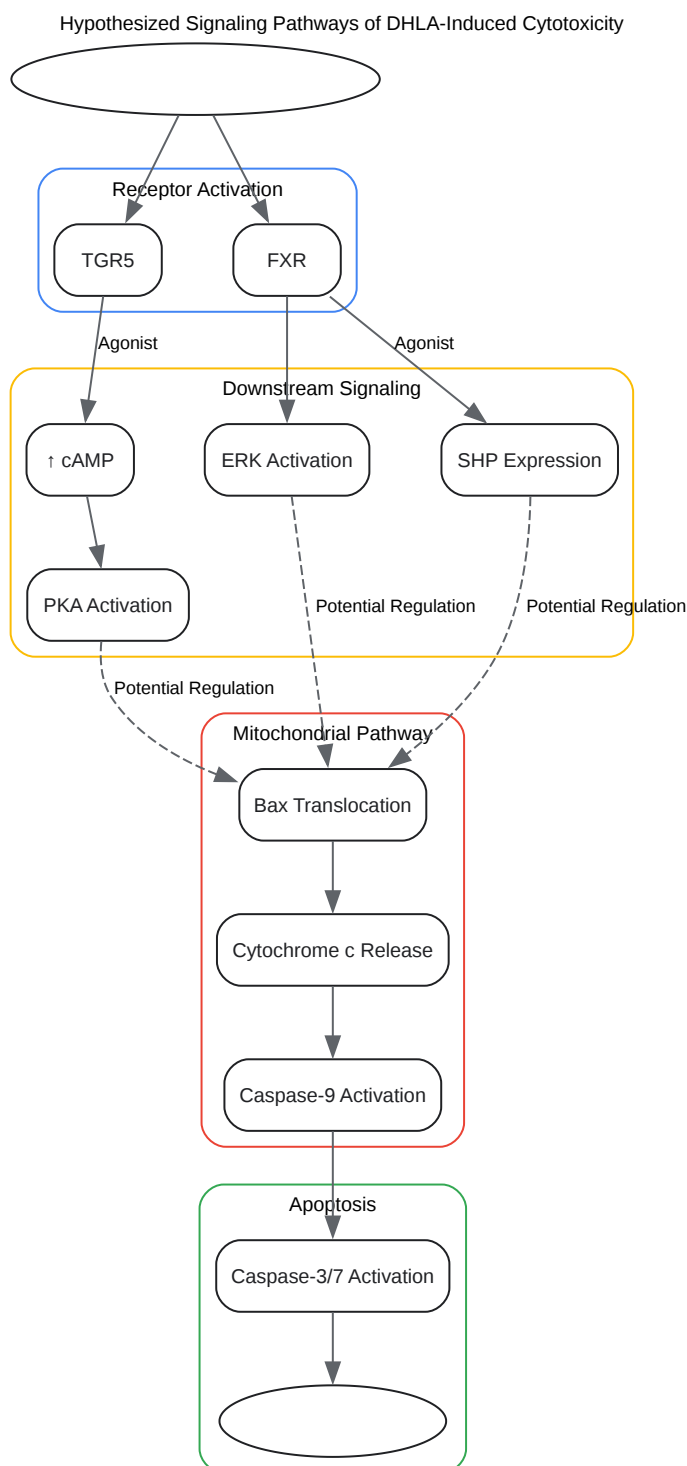 Hypothesized Signaling Pathways of DHLA-Induced Cytotoxicity
Receptor Activation
TGR5
FXR
Agonist
Agonist
Downstream Signaling
↑ cAMP
ERK Activation
SHP Expression
PKA Activation
Potential Regulation
Potential Regulation
Potential Regulation
Mitochondrial Pathway
Bax Translocation
Cytochrome c Release
Caspase-9 Activation
Apoptosis
Caspase-3/7 Activation